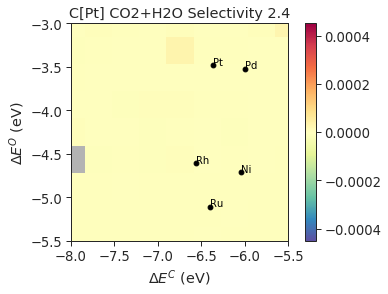 C[Pt] CO2+H2O Selectivity 2.4
ΔE^O (eV)
−3.0
−3.5
−4.0
−4.5
−5.0
−5.5
Pt
Pd
Rh
Ni
Ru
−8.0 −7.5 −7.0 −6.5 −6.0 −5.5
ΔE^C (eV)
0.0004
0.0002
0.0000
−0.0002
−0.0004